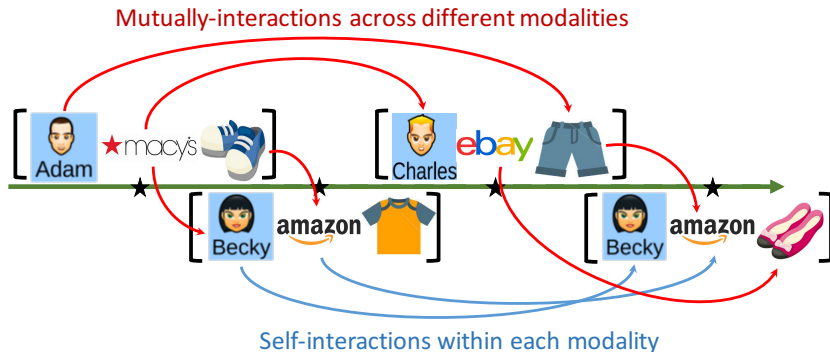 Mutually-interactions across different modalities
Adam
macy's
Charles
ebay
Becky
amazon
Becky
amazon
Self-interactions within each modality